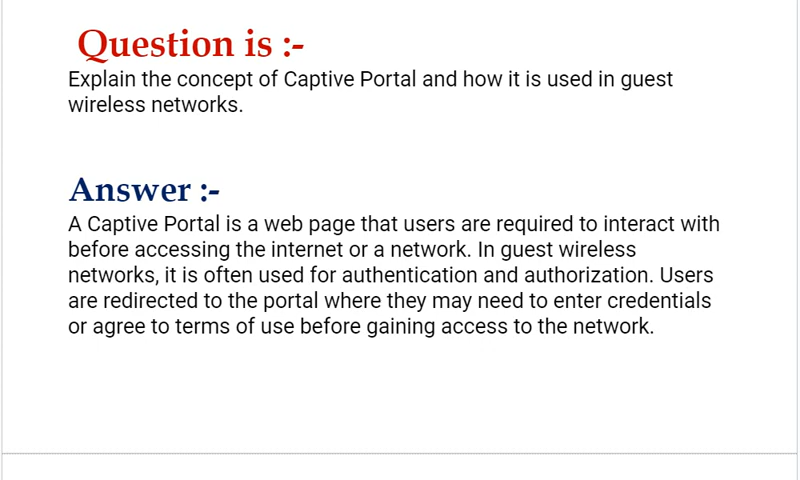 Question is :-
Explain the concept of Captive Portal and how it is used in guest
wireless networks.
Answer :-
A Captive Portal is a web page that users are required to interact with
before accessing the internet or a network. In guest wireless
networks, it is often used for authentication and authorization. Users
are redirected to the portal where they may need to enter credentials
or agree to terms of use before gaining access to the network.